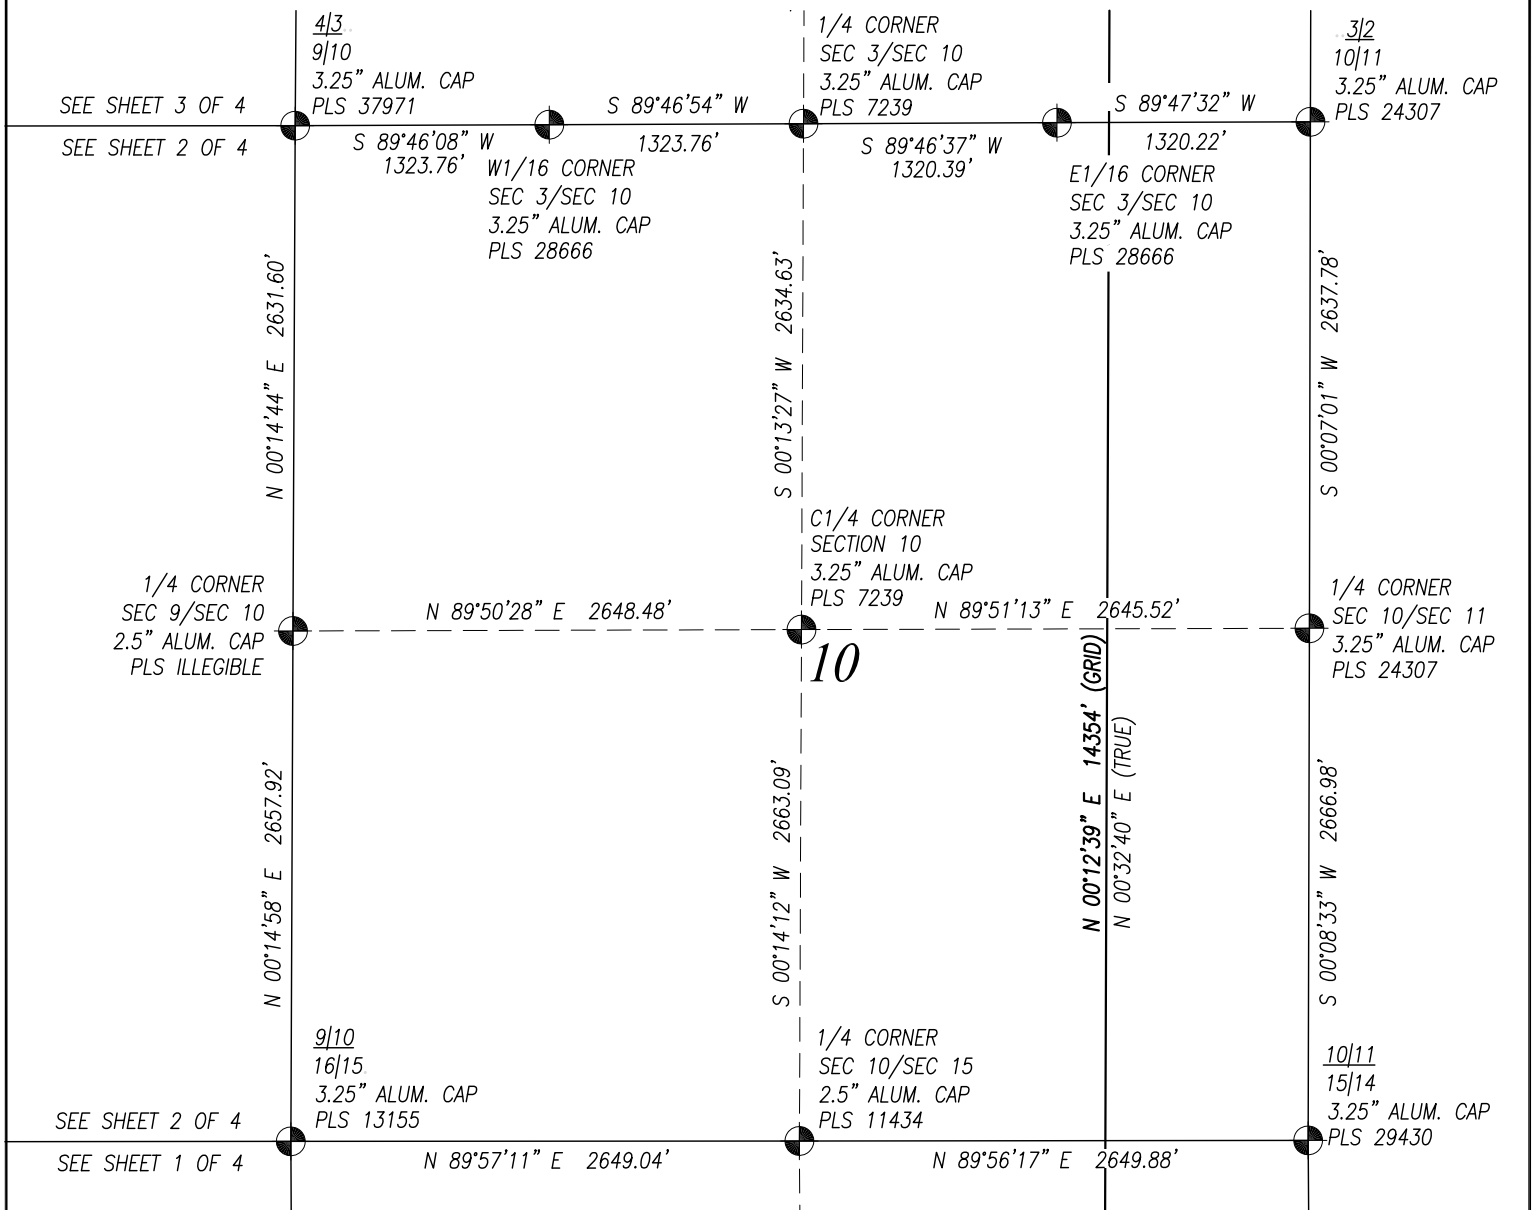 4|3
9|10
3.25" ALUM. CAP
PLS 37971
1/4 CORNER
SEC 3/SEC 10
3.25" ALUM. CAP
PLS 7239
3|2
10|11
3.25" ALUM. CAP
PLS 24307
SEE SHEET 3 OF 4
SEE SHEET 2 OF 4
S 89°46'08" W
1323.76'
S 89°46'54" W
1323.76'
S 89°46'37" W
1320.39'
S 89°47'32" W
1320.22'
W1/16 CORNER
SEC 3/SEC 10
3.25" ALUM. CAP
PLS 28666
E1/16 CORNER
SEC 3/SEC 10
3.25" ALUM. CAP
PLS 28666
N 00°14'44" E 2631.60'
S 00°13'27" W 2634.63'
S 00°07'01" W 2637.78'
1/4 CORNER
SEC 9/SEC 10
2.5" ALUM. CAP
PLS ILLEGIBLE
N 89°50'28" E 2648.48'
C1/4 CORNER
SECTION 10
3.25" ALUM. CAP
PLS 7239
10
N 89°51'13" E 2645.52'
1/4 CORNER
SEC 10/SEC 11
3.25" ALUM. CAP
PLS 24307
N 00°14'58" E 2657.92'
S 00°14'12" W 2663.09'
N 00°12'39" E 14354' (GRID)
N 00°32'40" E (TRUE)
S 00°08'33" W 2666.98'
9|10
16|15
3.25" ALUM. CAP
PLS 13155
1/4 CORNER
SEC 10/SEC 15
2.5" ALUM. CAP
PLS 11434
10|11
15|14
3.25" ALUM. CAP
PLS 29430
SEE SHEET 2 OF 4
SEE SHEET 1 OF 4
N 89°57'11" E 2649.04'
N 89°56'17" E 2649.88'